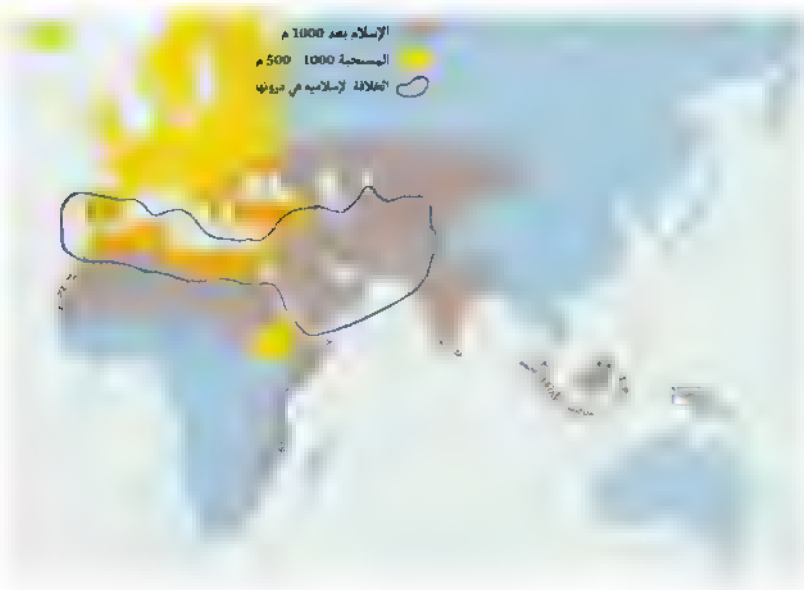 الإسلام بعد 1000 م
المسيحية 1000 500 م
الخلافة الإسلامية في ذروتها